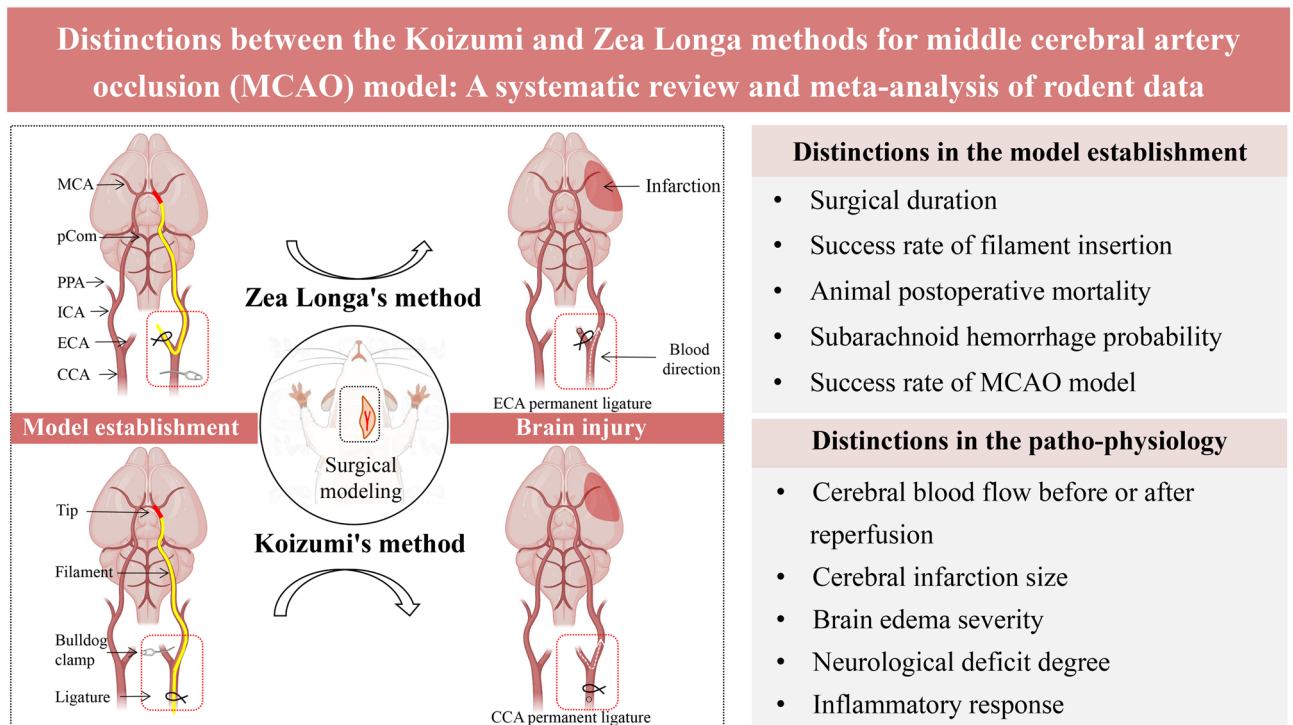 Distinctions between the Koizumi and Zea Longa methods for middle cerebral artery
occlusion (MCAO) model: A systematic review and meta-analysis of rodent data
MCA
pCom
PPA
ICA
ECA
CCA
Zea Longa's method
Infarction
Blood
direction
ECA permanent ligature
Model establishment
Brain injury
Surgical
modeling
Tip
Filament
Bulldog
clamp
Ligature
Koizumi's method
CCA permanent ligature
Distinctions in the model establishment
• Surgical duration
• Success rate of filament insertion
• Animal postoperative mortality
• Subarachnoid hemorrhage probability
• Success rate of MCAO model
Distinctions in the patho-physiology
• Cerebral blood flow before or after
reperfusion
• Cerebral infarction size
• Brain edema severity
• Neurological deficit degree
• Inflammatory response